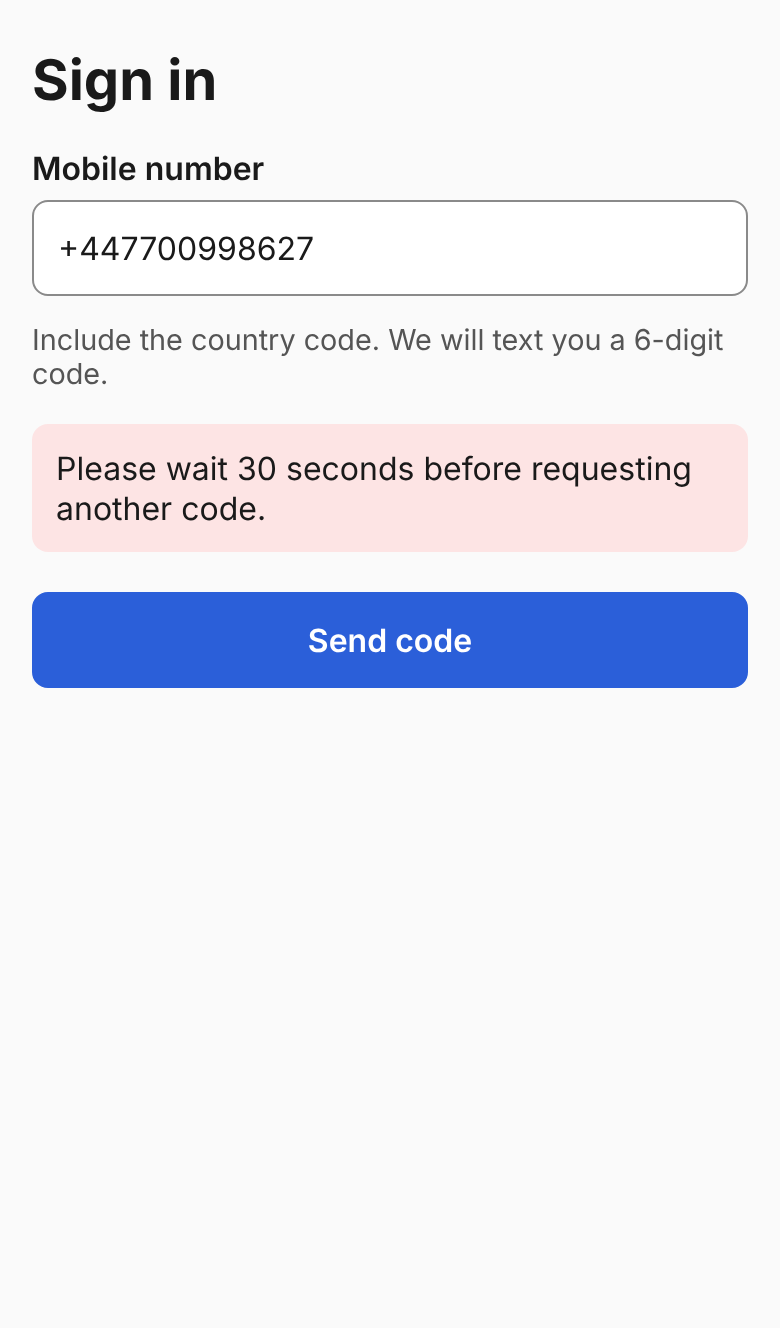 Sign in
Mobile number
+447700998627
Include the country code. We will text you a 6-digit
code.
Please wait 30 seconds before requesting
another code.
Send code